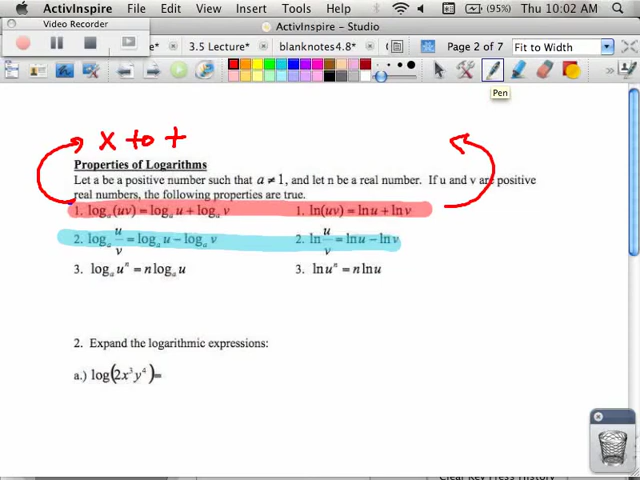 ActivInspire File Edit View Insert Tools Help (95%) Thu 10:02 AM
Video Recorder
ActivInspire - Studio
3.5 Lecture* blanknotes4.8*
Page 2 of 7 Fit to Width
Pen
x to +
Properties of Logarithms
Let a be a positive number such that a ≠ 1, and let n be a real number. If u and v are positive
real numbers, the following properties are true.
1. logₐ(uv) = logₐ u + logₐ v 1. ln(uv) = ln u + ln v
2. logₐ u/v = logₐ u − logₐ v 2. ln u/v = ln u − ln v
3. logₐ uⁿ = n logₐ u 3. ln uⁿ = n ln u
2. Expand the logarithmic expressions:
a.) log(2x³y⁴)=